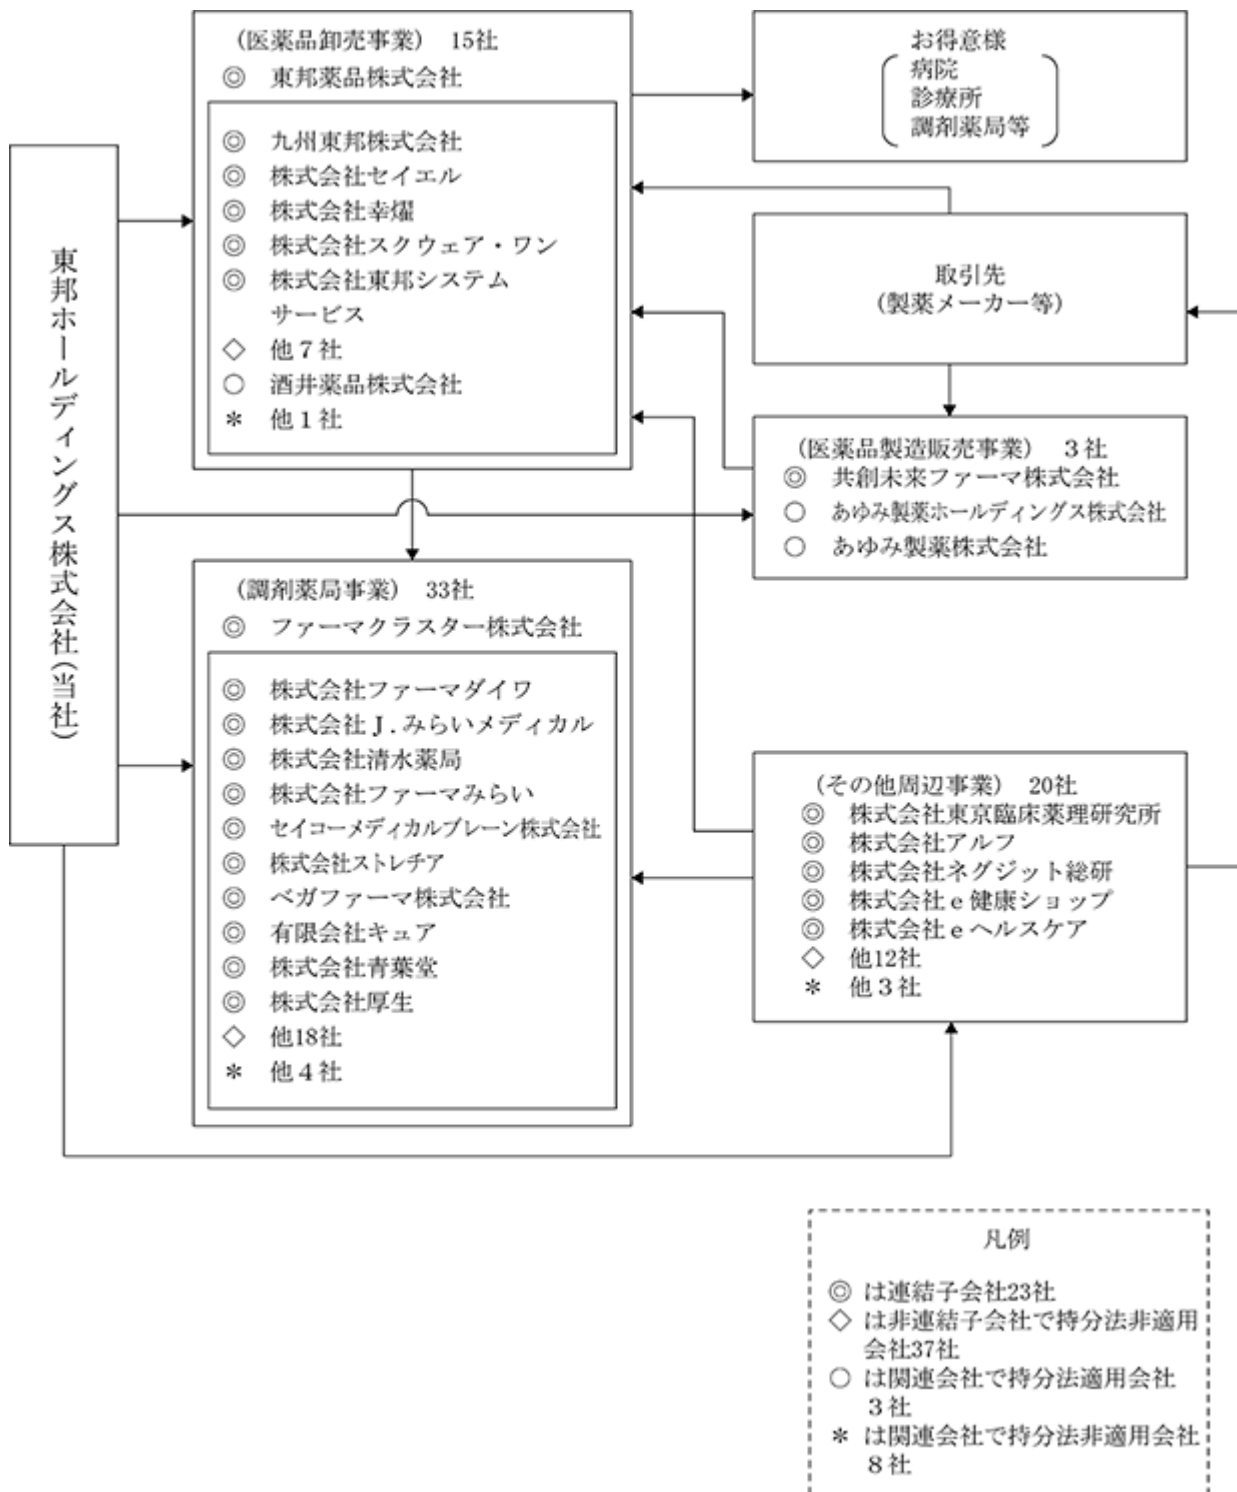 東邦ホールディングス株式会社(当社)
(医薬品卸売事業) 15社
◎ 東邦薬品株式会社
◎ 九州東邦株式会社
◎ 株式会社セイエル
◎ 株式会社幸燿
◎ 株式会社スクウェア・ワン
◎ 株式会社東邦システム
サービス
◇ 他7社
○ 酒井薬品株式会社
* 他1社
(調剤薬局事業) 33社
◎ ファーマクラスター株式会社
◎ 株式会社ファーマダイワ
◎ 株式会社J.みらいメディカル
◎ 株式会社清水薬局
◎ 株式会社ファーマみらい
◎ セイコーメディカルブレーン株式会社
◎ 株式会社ストレチア
◎ ベガファーマ株式会社
◎ 有限会社キュア
◎ 株式会社青葉堂
◎ 株式会社厚生
◇ 他18社
* 他4社
お得意様
病院
診療所
調剤薬局等
取引先
(製薬メーカー等)
(医薬品製造販売事業) 3社
◎ 共創未来ファーマ株式会社
○ あゆみ製薬ホールディングス株式会社
○ あゆみ製薬株式会社
(その他周辺事業) 20社
◎ 株式会社東京臨床薬理研究所
◎ 株式会社アルフ
◎ 株式会社ネグジット総研
◎ 株式会社e健康ショップ
◎ 株式会社eヘルスケア
◇ 他12社
* 他3社
凡例
◎ は連結子会社23社
◇ は非連結子会社で持分法非適用
会社37社
○ は関連会社で持分法適用会社
3社
* は関連会社で持分法非適用会社
8社